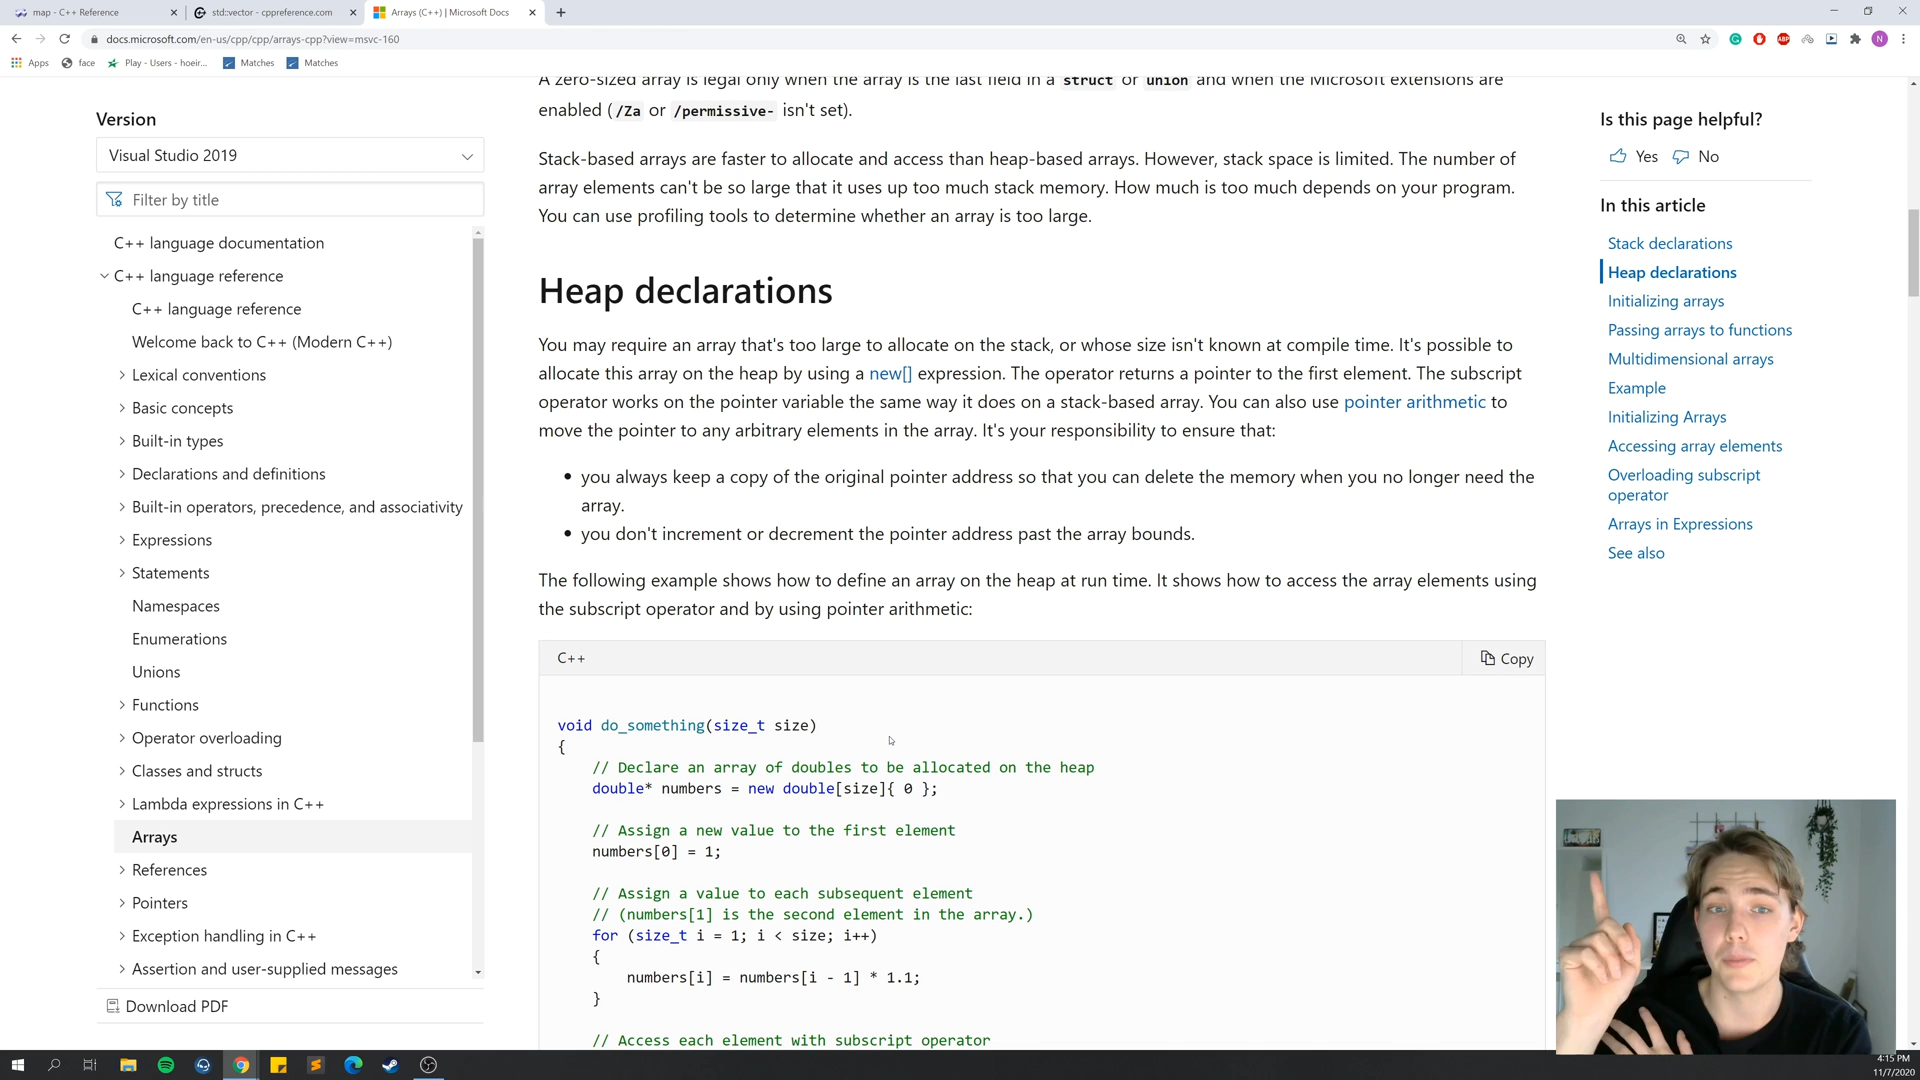 map - C++ Reference
std::vector - cppreference.com
Arrays (C++) | Microsoft Docs
docs.microsoft.com/en-us/cpp/cpp/arrays-cpp?view=msvc-160
Apps
face
Play - Users - hoeir...
Matches
Matches
Version
Visual Studio 2019
Filter by title
C++ language documentation
C++ language reference
C++ language reference
Welcome back to C++ (Modern C++)
Lexical conventions
Basic concepts
Built-in types
Declarations and definitions
Built-in operators, precedence, and associativity
Expressions
Statements
Namespaces
Enumerations
Unions
Functions
Operator overloading
Classes and structs
Lambda expressions in C++
Arrays
References
Pointers
Exception handling in C++
Assertion and user-supplied messages
Download PDF
A zero-sized array is legal only when the array is the last field in a struct or union and when the Microsoft extensions are
enabled (/Za or /permissive- isn't set).
Stack-based arrays are faster to allocate and access than heap-based arrays. However, stack space is limited. The number of
array elements can't be so large that it uses up too much stack memory. How much is too much depends on your program.
You can use profiling tools to determine whether an array is too large.
Heap declarations
You may require an array that's too large to allocate on the stack, or whose size isn't known at compile time. It's possible to
allocate this array on the heap by using a new[] expression. The operator returns a pointer to the first element. The subscript
operator works on the pointer variable the same way it does on a stack-based array. You can also use pointer arithmetic to
move the pointer to any arbitrary elements in the array. It's your responsibility to ensure that:
• you always keep a copy of the original pointer address so that you can delete the memory when you no longer need the
array.
• you don't increment or decrement the pointer address past the array bounds.
The following example shows how to define an array on the heap at run time. It shows how to access the array elements using
the subscript operator and by using pointer arithmetic:
C++
Copy
void do_something(size_t size)
{
// Declare an array of doubles to be allocated on the heap
double* numbers = new double[size]{ 0 };
// Assign a new value to the first element
numbers[0] = 1;
// Assign a value to each subsequent element
// (numbers[1] is the second element in the array.)
for (size_t i = 1; i < size; i++)
{
numbers[i] = numbers[i - 1] * 1.1;
}
// Access each element with subscript operator
Is this page helpful?
Yes No
In this article
Stack declarations
Heap declarations
Initializing arrays
Passing arrays to functions
Multidimensional arrays
Example
Initializing Arrays
Accessing array elements
Overloading subscript
operator
Arrays in Expressions
See also
ABP
N
4:15 PM
11/7/2020